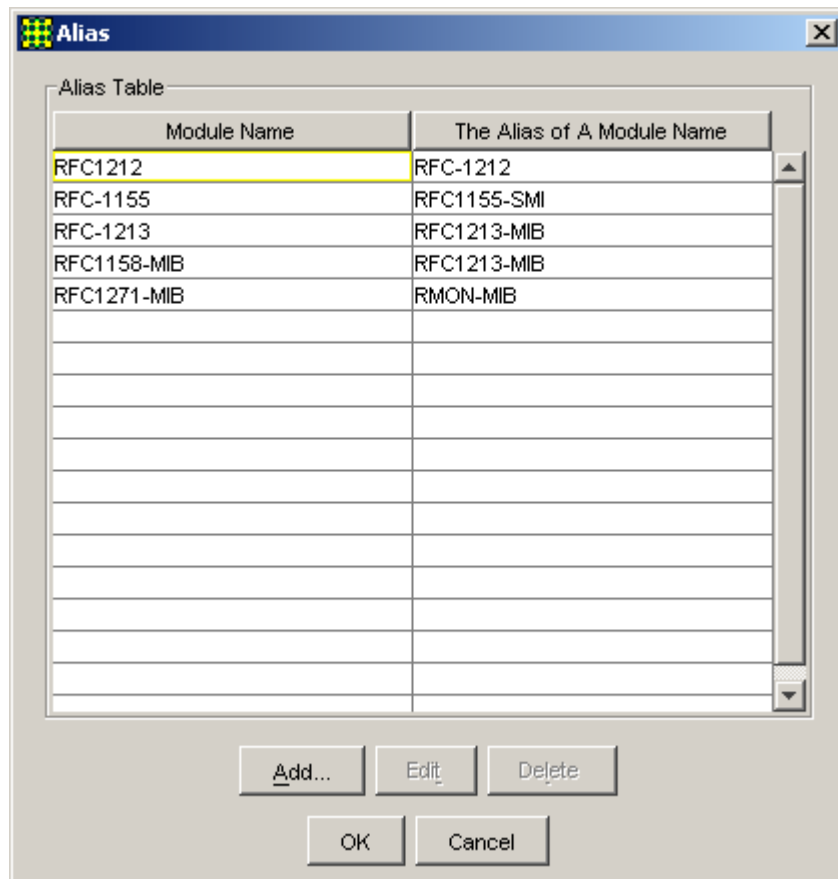 Alias
Alias Table
Module Name The Alias of A Module Name
RFC1212 RFC-1212
RFC-1155 RFC1155-SMI
RFC-1213 RFC1213-MIB
RFC1158-MIB RFC1213-MIB
RFC1271-MIB RMON-MIB
Add... Edit Delete
OK Cancel